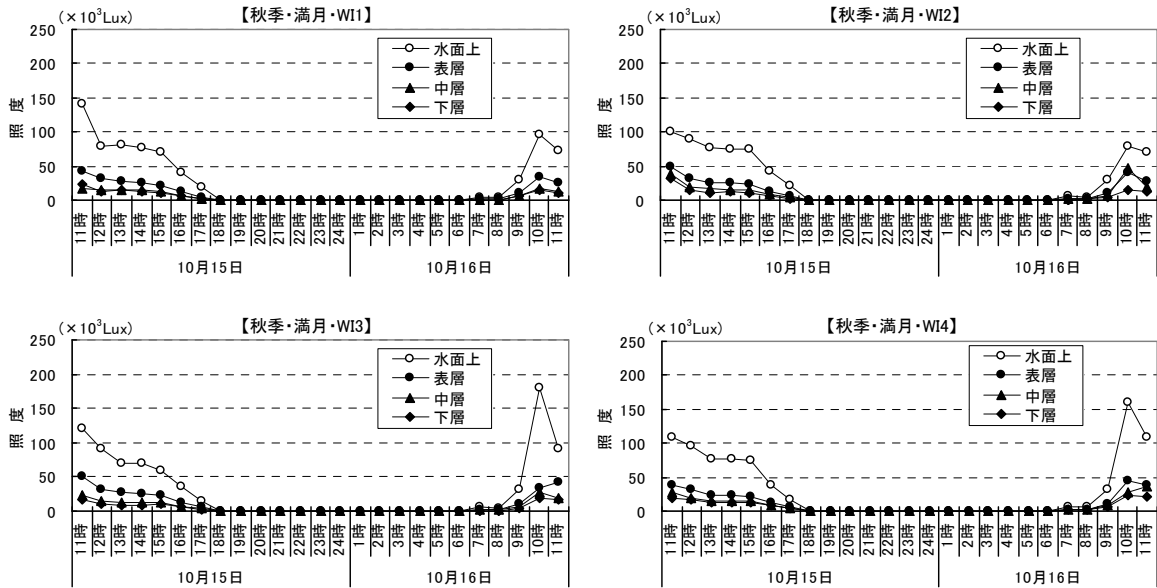 (×10³Lux)
【秋季・満月・WI1】
250
200
150
100
50
0
照 度
水面上
表層
中層
下層
11時 12時 13時 14時 15時 16時 17時 18時 19時 20時 21時 22時 23時 24時 1時 2時 3時 4時 5時 6時 7時 8時 9時 10時 11時
10月15日 10月16日
(×10³Lux)
【秋季・満月・WI2】
250
200
150
100
50
0
照 度
水面上
表層
中層
下層
11時 12時 13時 14時 15時 16時 17時 18時 19時 20時 21時 22時 23時 24時 1時 2時 3時 4時 5時 6時 7時 8時 9時 10時 11時
10月15日 10月16日
(×10³Lux)
【秋季・満月・WI3】
250
200
150
100
50
0
照 度
水面上
表層
中層
下層
11時 12時 13時 14時 15時 16時 17時 18時 19時 20時 21時 22時 23時 24時 1時 2時 3時 4時 5時 6時 7時 8時 9時 10時 11時
10月15日 10月16日
(×10³Lux)
【秋季・満月・WI4】
250
200
150
100
50
0
照 度
水面上
表層
中層
下層
11時 12時 13時 14時 15時 16時 17時 18時 19時 20時 21時 22時 23時 24時 1時 2時 3時 4時 5時 6時 7時 8時 9時 10時 11時
10月15日 10月16日